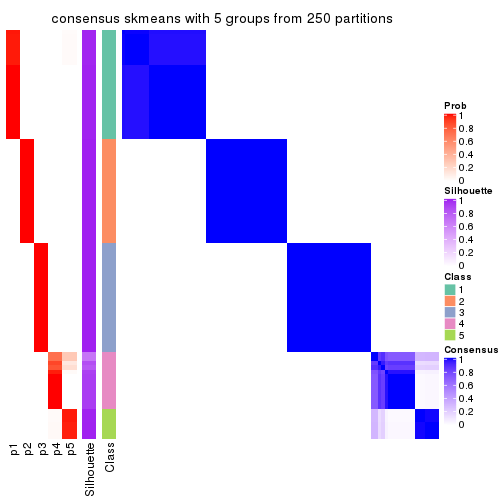 consensus skmeans with 5 groups from 250 partitions
Prob
1
0.8
0.6
0.4
0.2
0
Silhouette
1
0.8
0.6
0.4
0.2
0
Class
1
2
3
4
5
Consensus
1
0.8
0.6
0.4
0.2
0
p1
p2
p3
p4
p5
Silhouette
Class